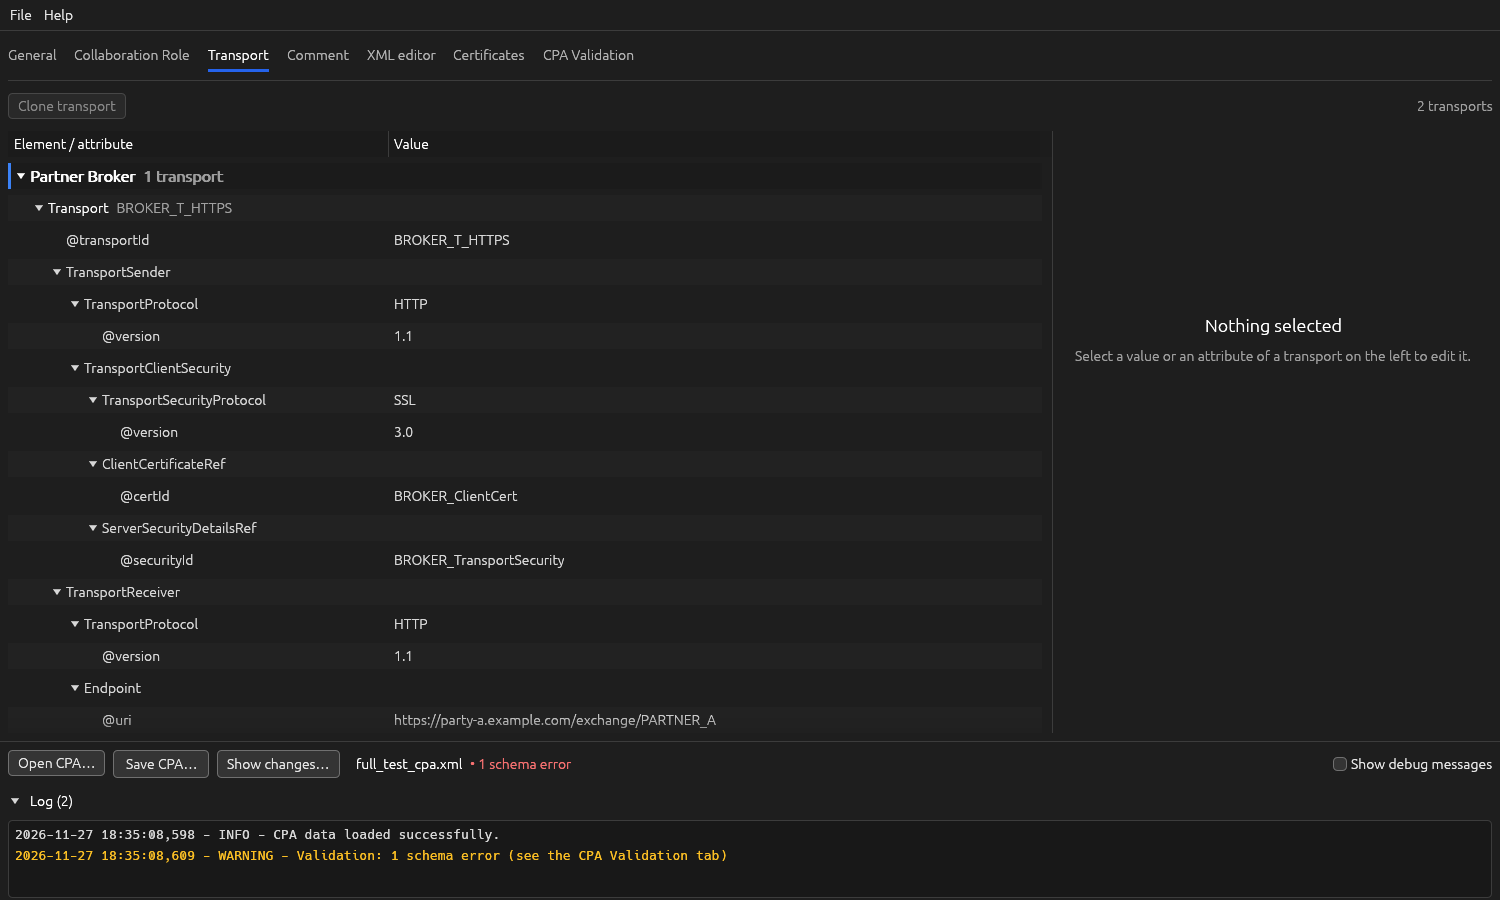 File Help
General Collaboration Role Transport Comment XML editor Certificates CPA Validation
Clone transport 2 transports
Element / attribute Value
Partner Broker 1 transport
Transport BROKER_T_HTTPS
@transportId BROKER_T_HTTPS
TransportSender
TransportProtocol HTTP
@version 1.1
TransportClientSecurity
TransportSecurityProtocol SSL
@version 3.0
ClientCertificateRef
@certId BROKER_ClientCert
ServerSecurityDetailsRef
@securityId BROKER_TransportSecurity
TransportReceiver
TransportProtocol HTTP
@version 1.1
Endpoint
@uri https://party-a.example.com/exchange/PARTNER_A
Nothing selected
Select a value or an attribute of a transport on the left to edit it.
Open CPA... Save CPA... Show changes... full_test_cpa.xml • 1 schema error Show debug messages
Log (2)
2026-11-27 18:35:08,598 - INFO - CPA data loaded successfully.
2026-11-27 18:35:08,609 - WARNING - Validation: 1 schema error (see the CPA Validation tab)